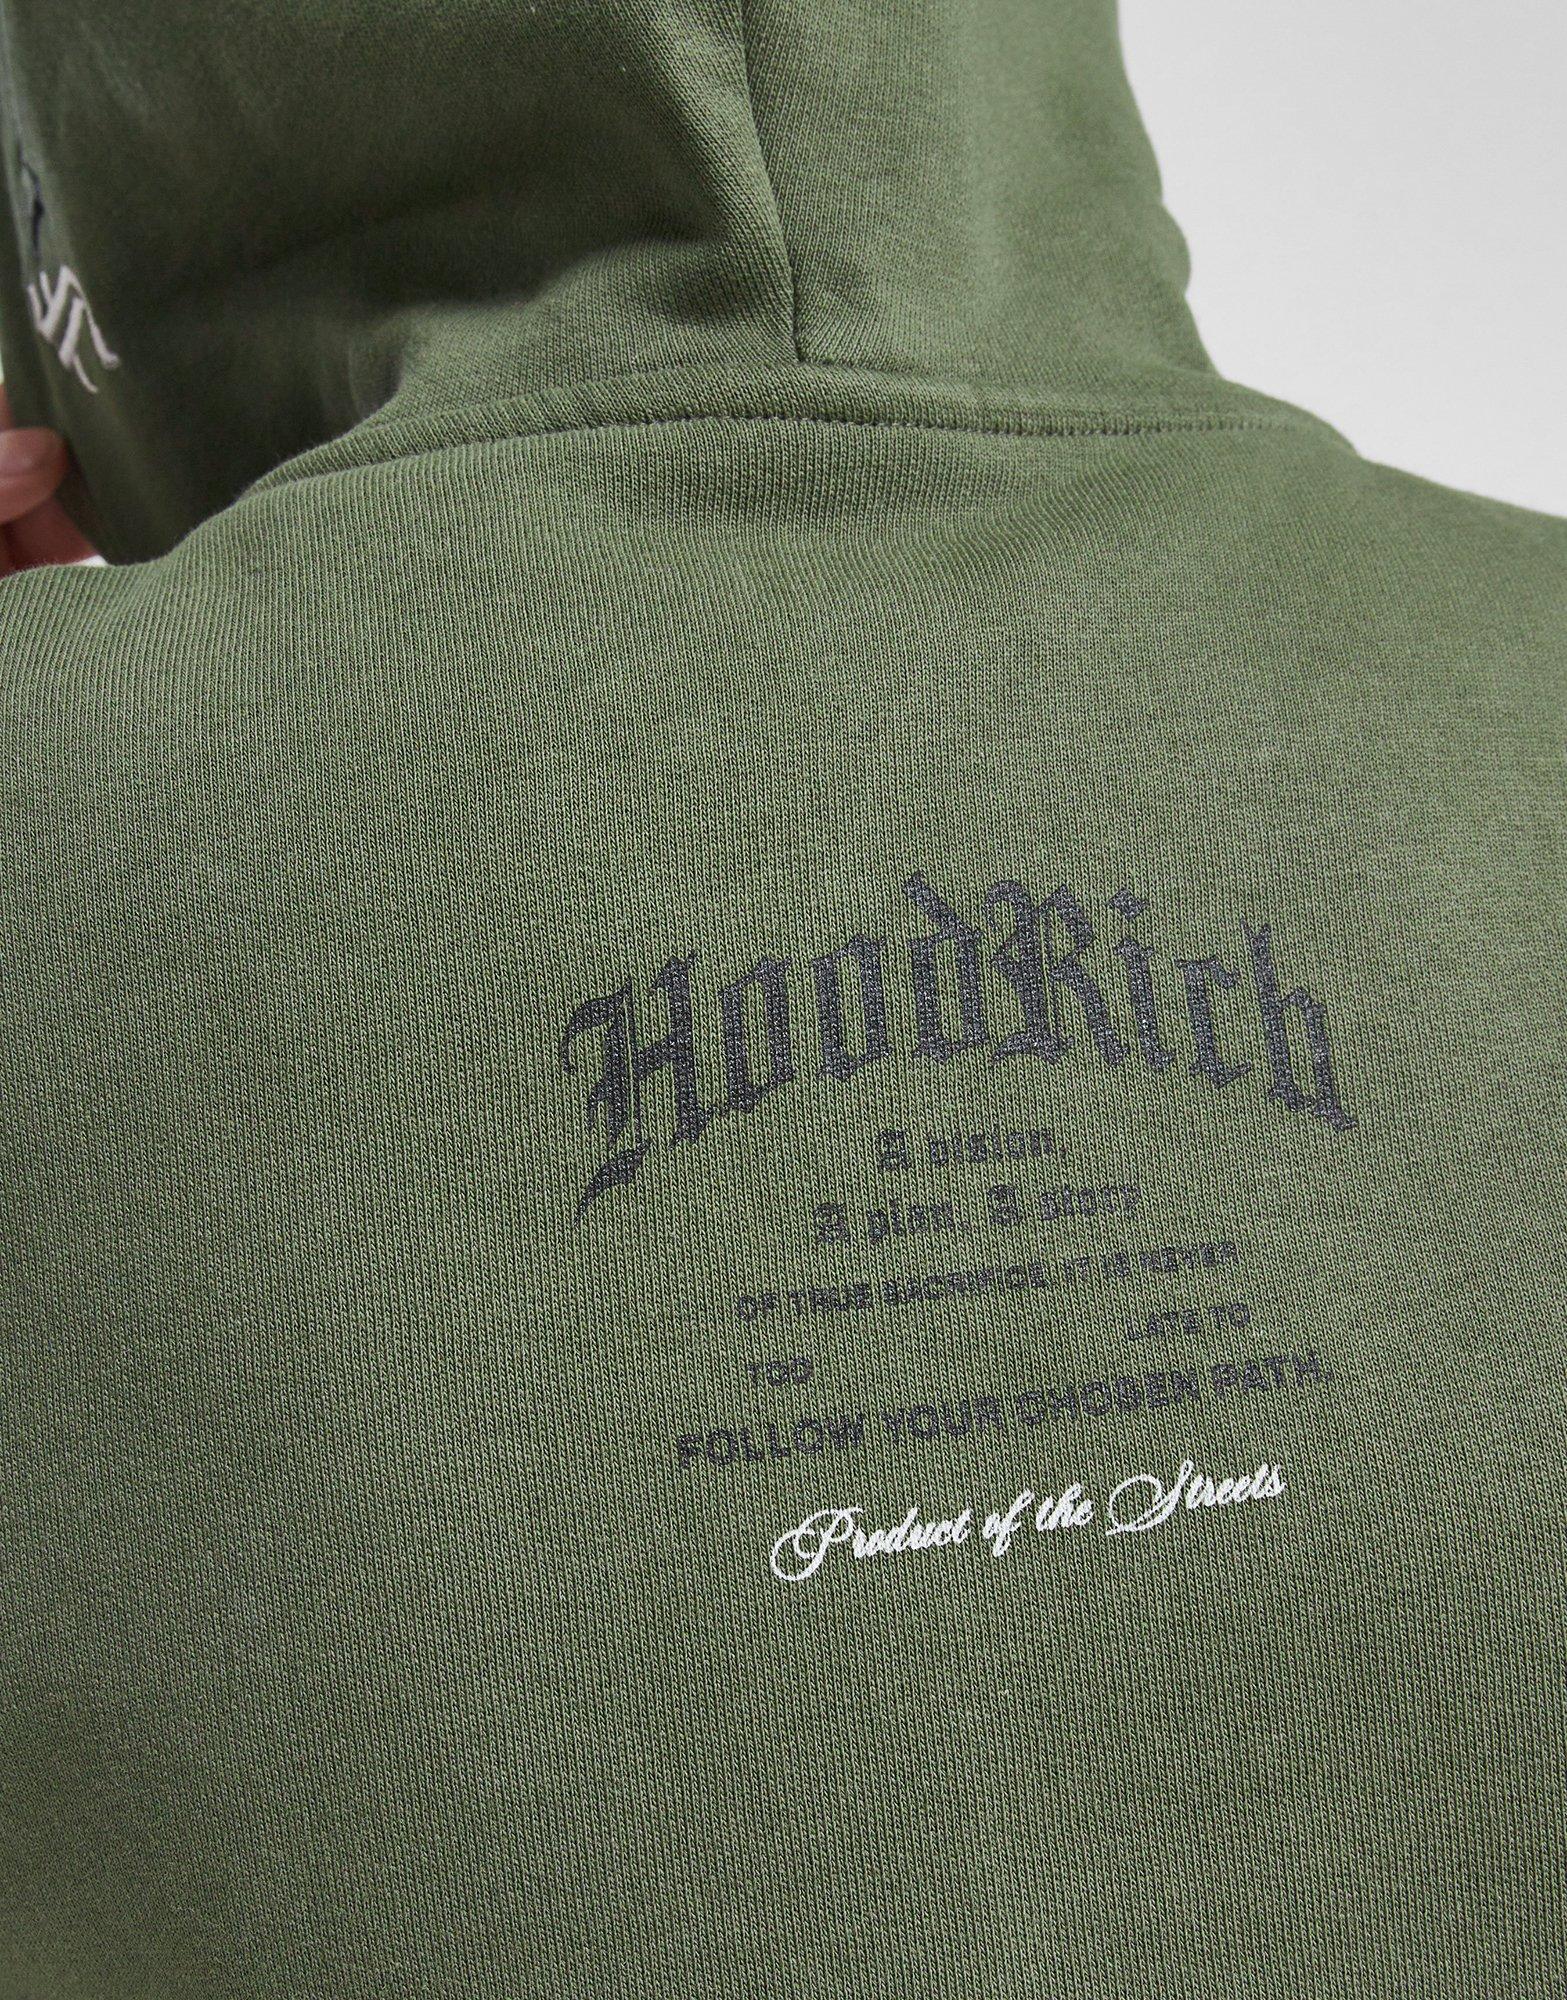 HoodRich
A vision,
A plan, A story
OF TRUE SACRIFICE IT IS NEVER
TOO LATE TO
FOLLOW YOUR CHOSEN PATH.
Product of the Streets